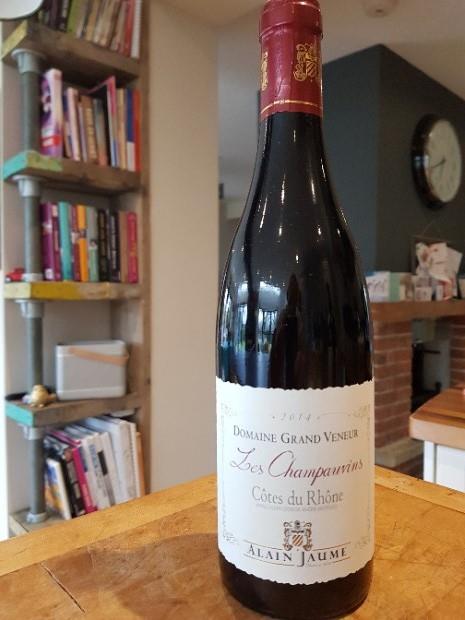 2014
DOMAINE GRAND VENEUR
Les Champauvins
Côtes du Rhône
ALAIN JAUME